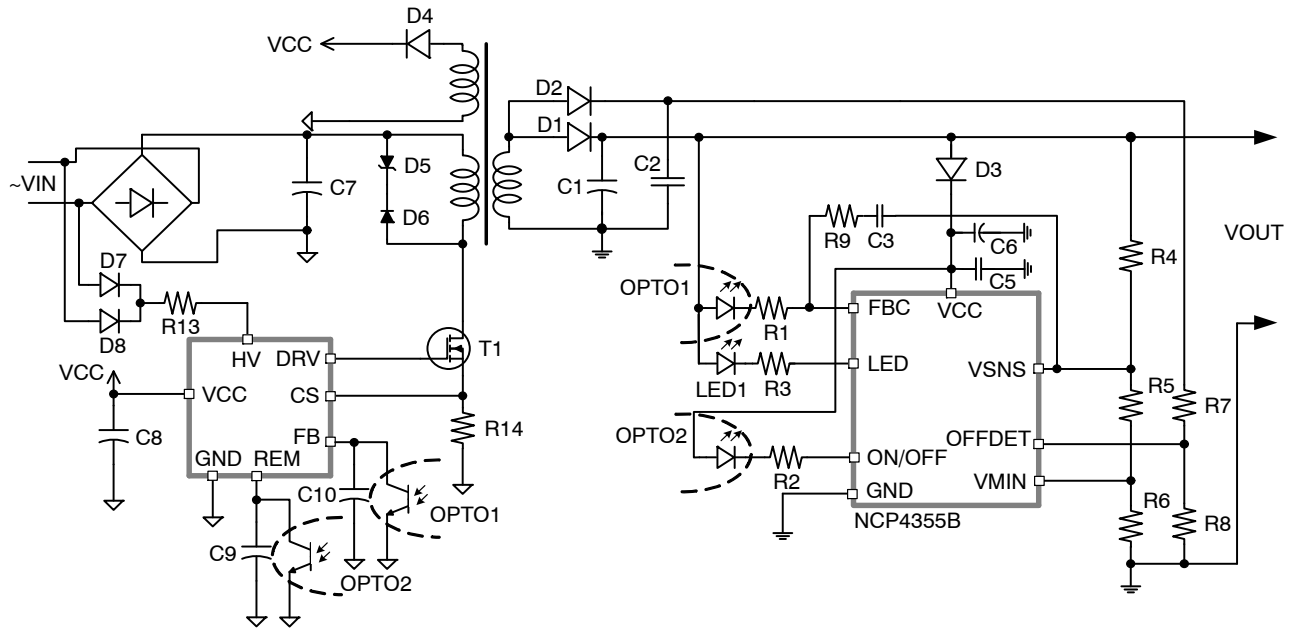 D4
VCC
D2
D1
~VIN
D5
C7
D6
C1
C2
D3
R9
C3
C6
C5
R4
VOUT
D7
D8
R13
OPTO1
R1
FBC
VCC
HV
DRV
T1
VCC
VCC
CS
LED1
R3
LED
VSNS
R5
R7
C8
FB
R14
OPTO2
R2
ON/OFF
OFFDET
GND
REM
GND
VMIN
NCP4355B
C10
OPTO1
R6
R8
C9
OPTO2